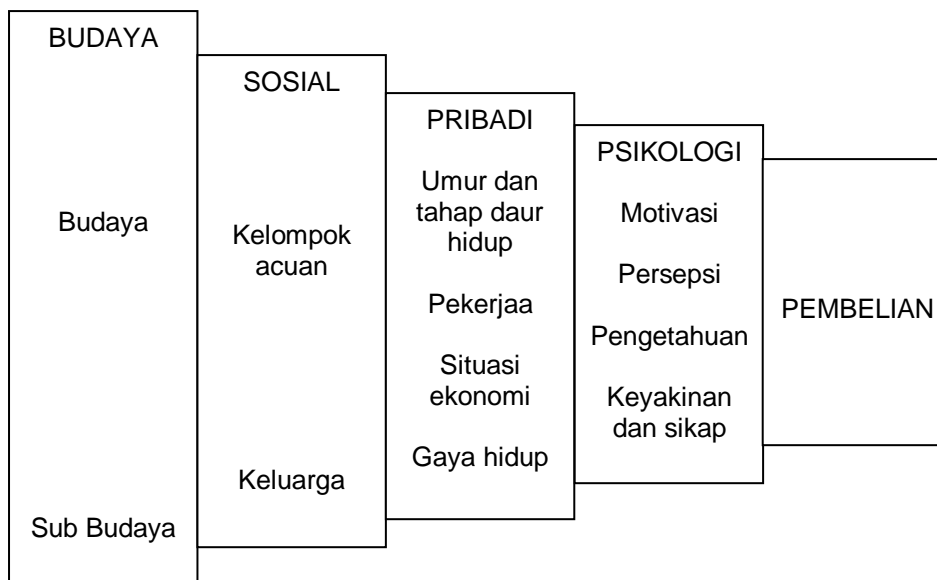 BUDAYA
Budaya
Sub Budaya
SOSIAL
Kelompok
acuan
Keluarga
PRIBADI
Umur dan
tahap daur
hidup
Pekerjaa
Situasi
ekonomi
Gaya hidup
PSIKOLOGI
Motivasi
Persepsi
Pengetahuan
Keyakinan
dan sikap
PEMBELIAN